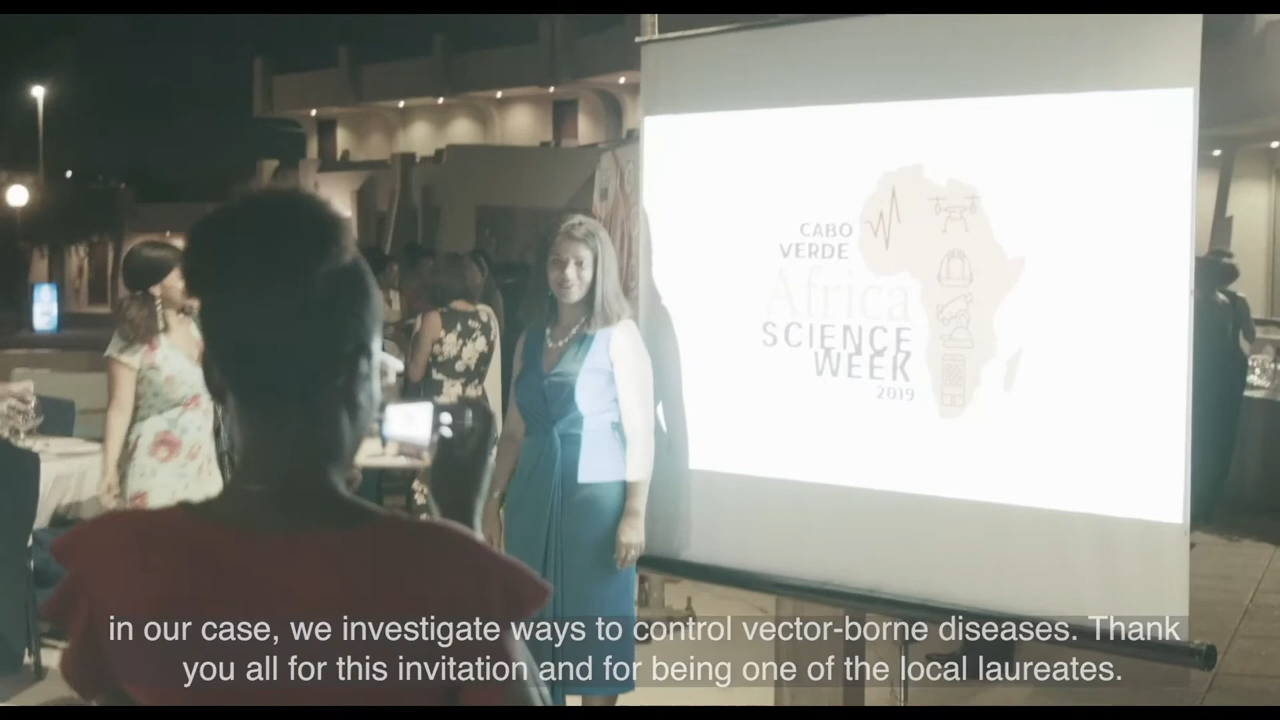 CABO
VERDE
Africa
SCIENCE
WEEK
2019
in our case, we investigate ways to control vector-borne diseases. Thank
you all for this invitation and for being one of the local laureates.